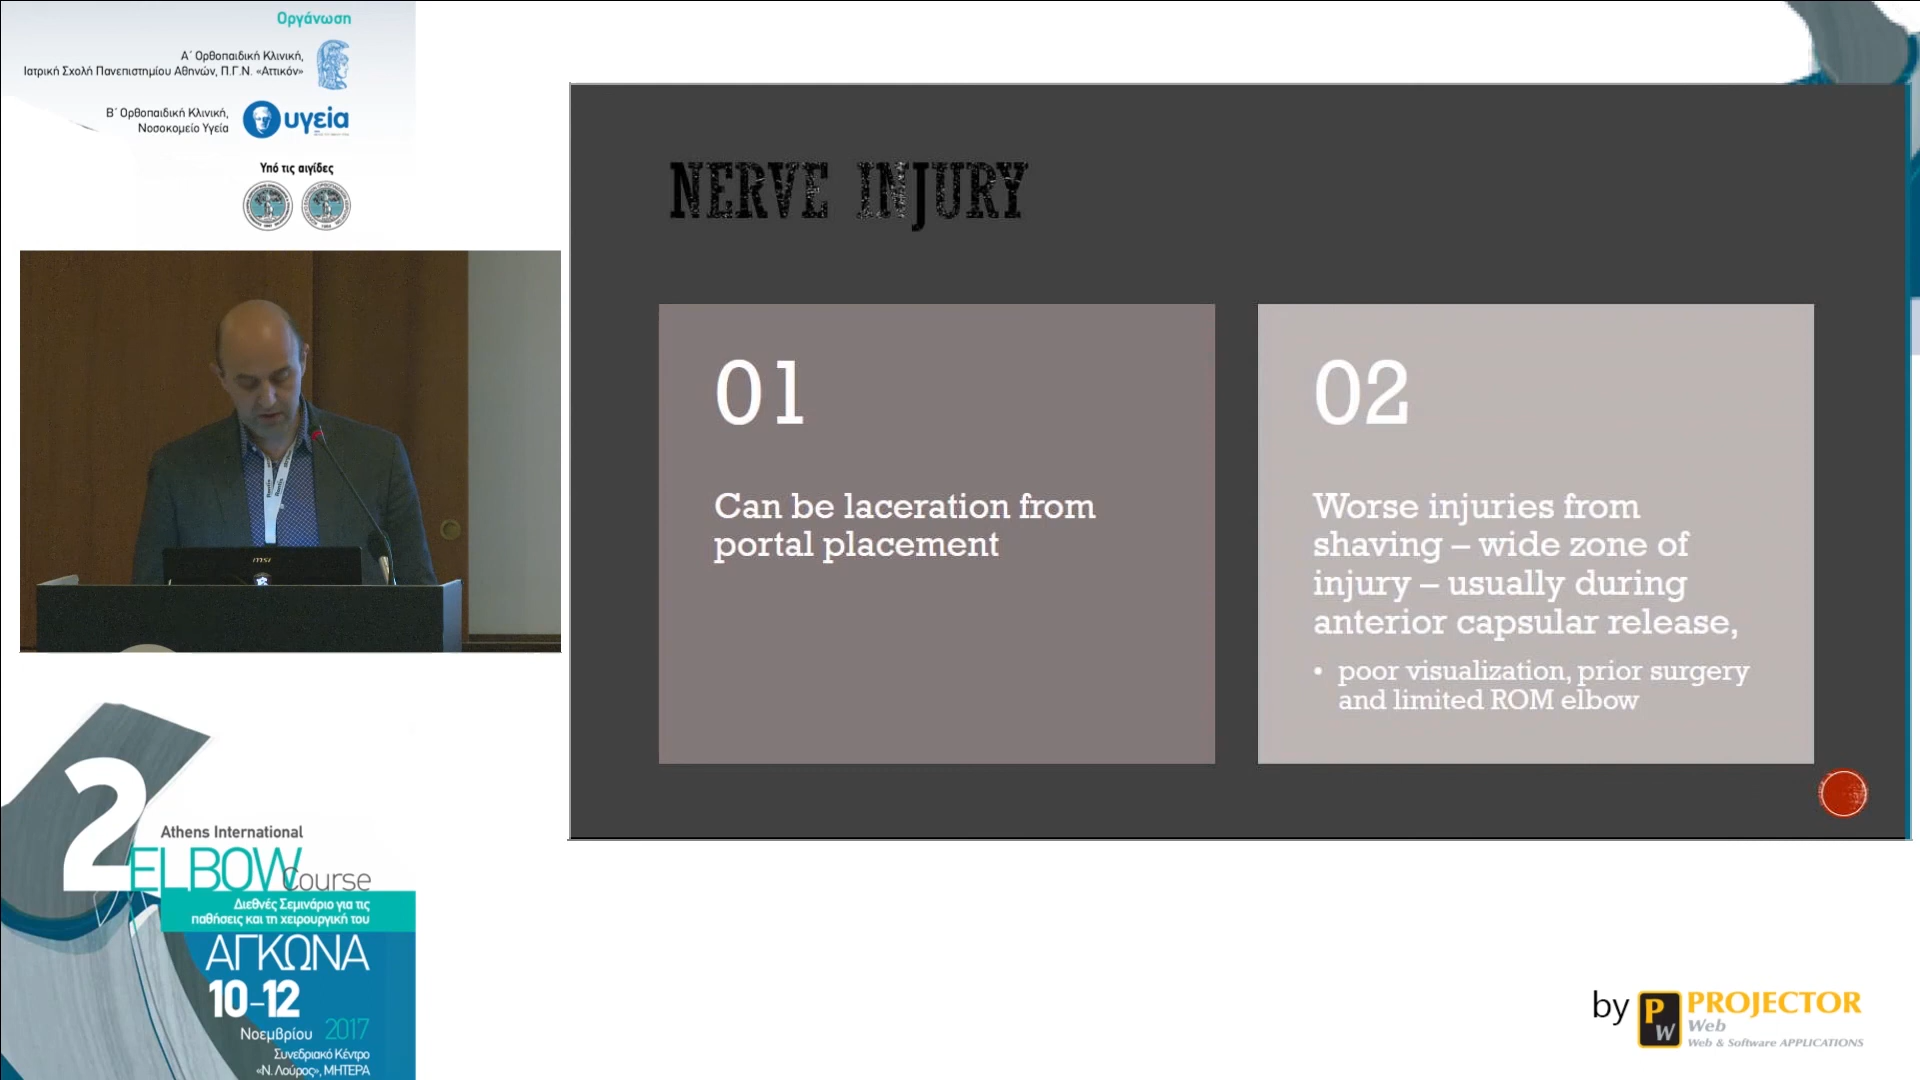 Οργάνωση
Α΄ Ορθοπαιδική Κλινική,
Ιατρική Σχολή Πανεπιστημίου Αθηνών, Π.Γ.Ν. «Αττικόν»
Β΄ Ορθοπαιδική Κλινική,
Νοσοκομείο Υγεία
υγεία
Υπό τις αιγίδες
msi
NERVE INJURY
01
Can be laceration from
portal placement
02
Worse injuries from
shaving – wide zone of
injury – usually during
anterior capsular release,
• poor visualization, prior surgery
and limited ROM elbow
2
Athens International
ELBOW Course
Διεθνές Σεμινάριο για τις
παθήσεις και τη χειρουργική του
ΑΓΚΩΝΑ
10-12
Νοεμβρίου 2017
Συνεδριακό Κέντρο
«Ν. Λούρος», ΜΗΤΕΡΑ
by PW PROJECTOR
Web
Web & Software APPLICATIONS